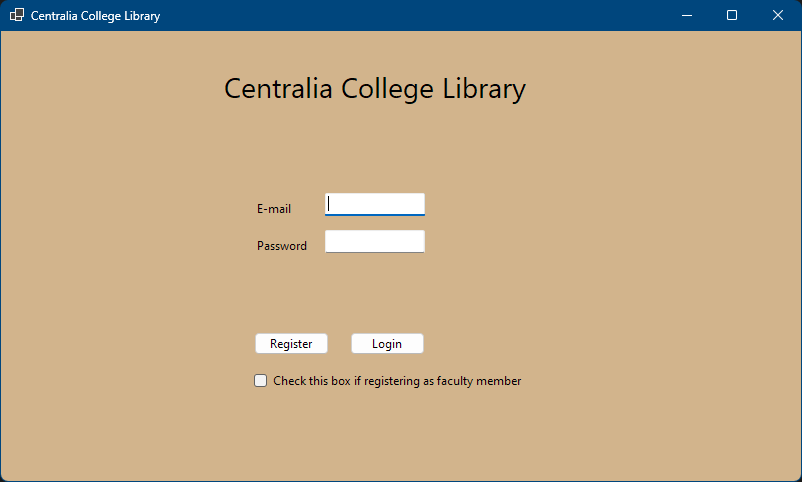 Centralia College Library
Centralia College Library
E-mail
Password
Register Login
Check this box if registering as faculty member